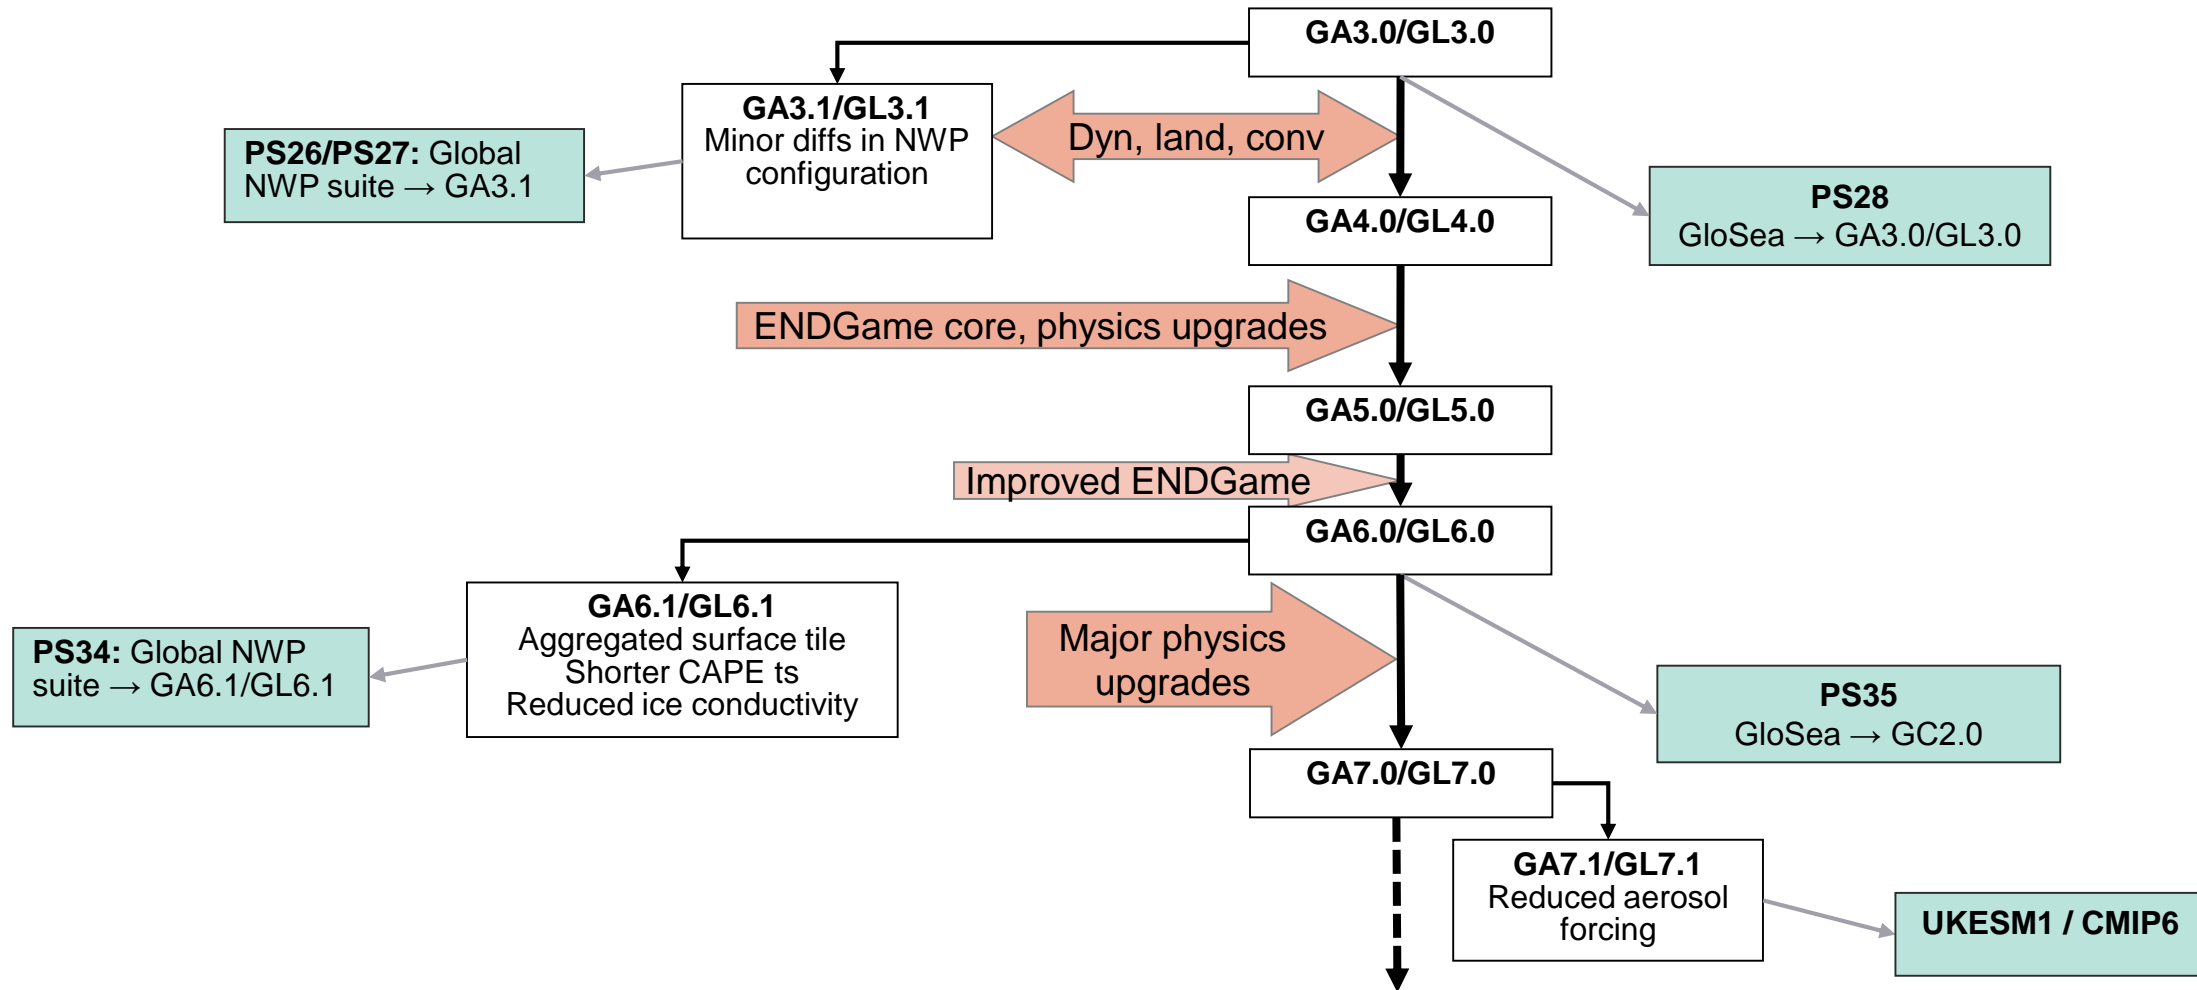 GA3.0/GL3.0
GA3.1/GL3.1
Minor diffs in NWP
configuration
Dyn, land, conv
PS26/PS27: Global
NWP suite → GA3.1
PS28
GloSea → GA3.0/GL3.0
GA4.0/GL4.0
ENDGame core, physics upgrades
GA5.0/GL5.0
Improved ENDGame
GA6.0/GL6.0
GA6.1/GL6.1
Aggregated surface tile
Shorter CAPE ts
Reduced ice conductivity
PS34: Global NWP
suite → GA6.1/GL6.1
Major physics
upgrades
PS35
GloSea → GC2.0
GA7.0/GL7.0
GA7.1/GL7.1
Reduced aerosol
forcing
UKESM1 / CMIP6